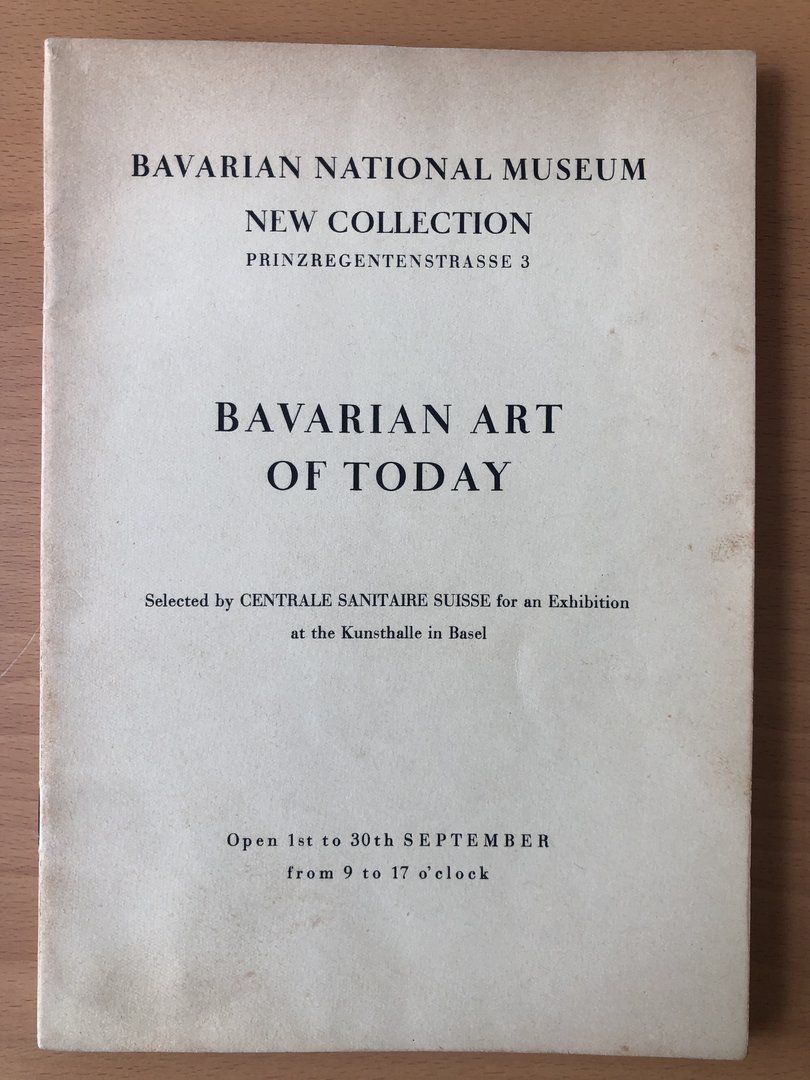 BAVARIAN NATIONAL MUSEUM
NEW COLLECTION
PRINZREGENTENSTRASSE 3
BAVARIAN ART
OF TODAY
Selected by CENTRALE SANITAIRE SUISSE for an Exhibition
at the Kunsthalle in Basel
Open 1st to 30th SEPTEMBER
from 9 to 17 o'clock